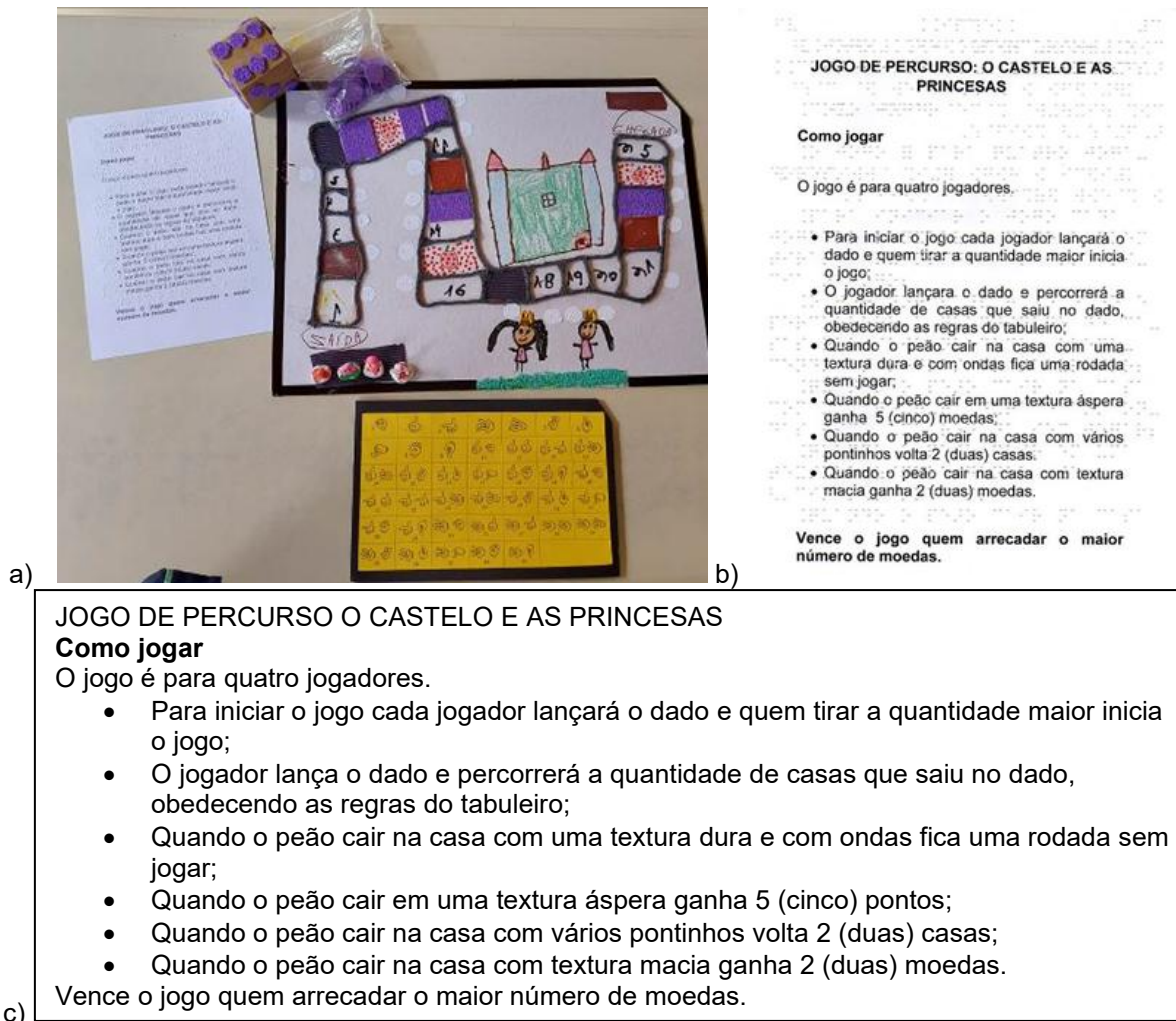 JOGO DE PERCURSO: O CASTELO E AS
PRINCESAS
Como jogar
SAÍDA
CHEGADA
16
18
19
a)
JOGO DE PERCURSO: O CASTELO E AS
PRINCESAS
Como jogar
O jogo é para quatro jogadores.
• Para iniciar o jogo cada jogador lançará o
dado e quem tirar a quantidade maior inicia
o jogo;
• O jogador lançara o dado e percorrerá a
quantidade de casas que saiu no dado,
obedecendo as regras do tabuleiro;
• Quando o peão cair na casa com uma
textura dura e com ondas fica uma rodada
sem jogar;
• Quando o peão cair em uma textura áspera
ganha 5 (cinco) moedas;
• Quando o peão cair na casa com vários
pontinhos volta 2 (duas) casas.
• Quando o peão cair na casa com textura
macia ganha 2 (duas) moedas.
Vence o jogo quem arrecadar o maior
número de moedas.
b)
JOGO DE PERCURSO O CASTELO E AS PRINCESAS
Como jogar
O jogo é para quatro jogadores.
• Para iniciar o jogo cada jogador lançará o dado e quem tirar a quantidade maior inicia
o jogo;
• O jogador lança o dado e percorrerá a quantidade de casas que saiu no dado,
obedecendo as regras do tabuleiro;
• Quando o peão cair na casa com uma textura dura e com ondas fica uma rodada sem
jogar;
• Quando o peão cair em uma textura áspera ganha 5 (cinco) pontos;
• Quando o peão cair na casa com vários pontinhos volta 2 (duas) casas;
• Quando o peão cair na casa com textura macia ganha 2 (duas) moedas.
Vence o jogo quem arrecadar o maior número de moedas.
c)